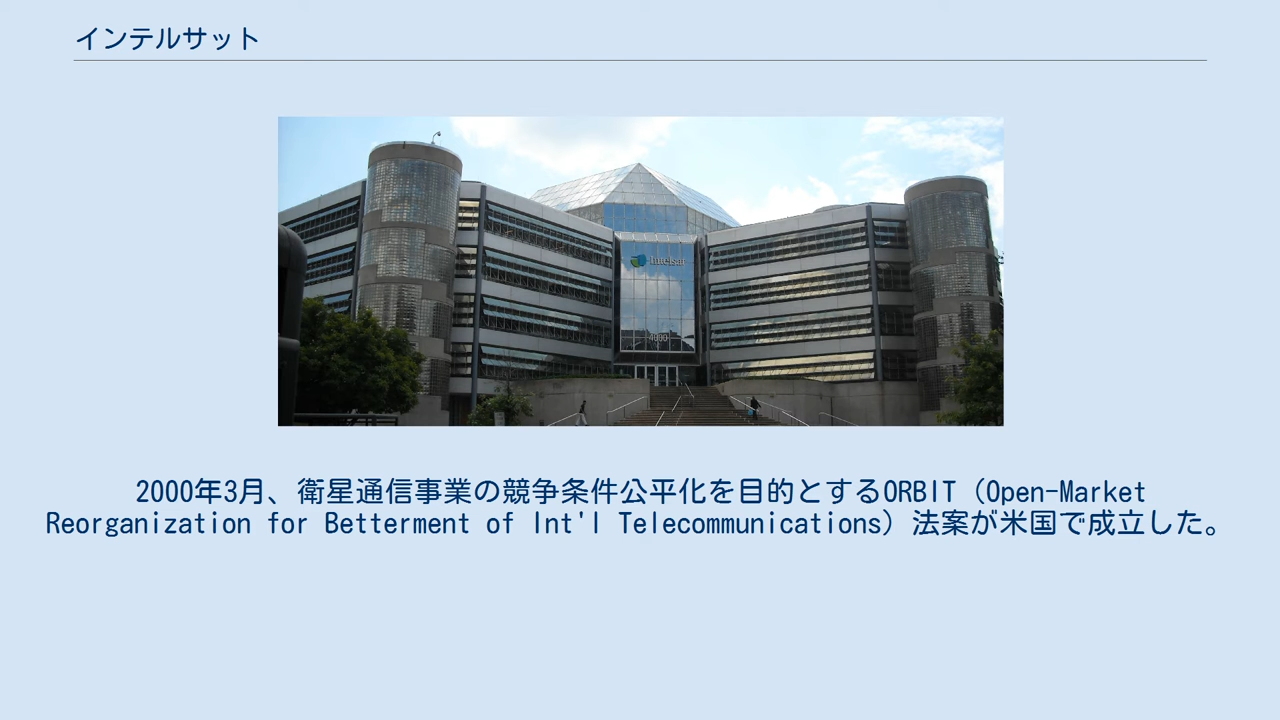 インテルサット
Intelsat
4000
2000年3月、衛星通信事業の競争条件公平化を目的とするORBIT（Open-Market
Reorganization for Betterment of Int'l Telecommunications）法案が米国で成立した。